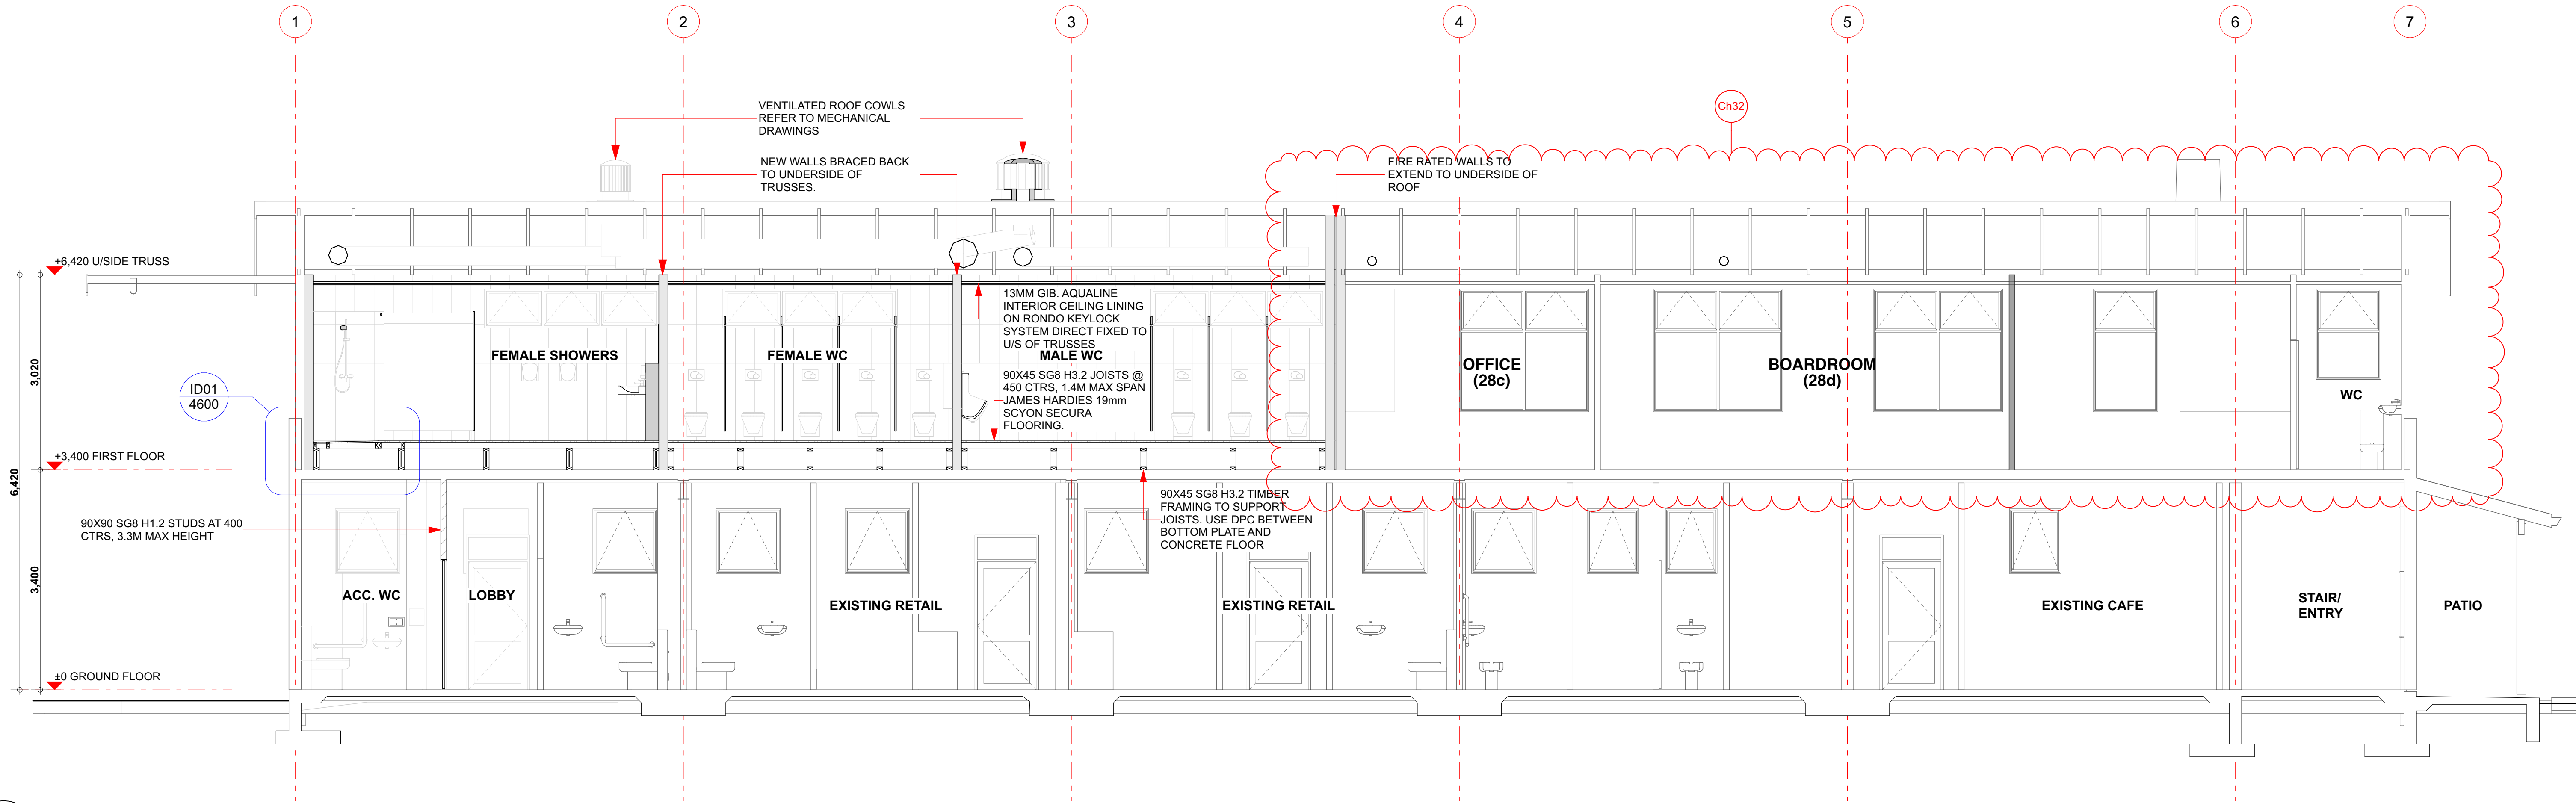 1
2
3
4
5
6
7
Ch32
VENTILATED ROOF COWLS
REFER TO MECHANICAL
DRAWINGS
NEW WALLS BRACED BACK
TO UNDERSIDE OF
TRUSSES.
FIRE RATED WALLS TO
EXTEND TO UNDERSIDE OF
ROOF
+6,420 U/SIDE TRUSS
13MM GIB. AQUALINE
INTERIOR CEILING LINING
ON RONDO KEYLOCK
SYSTEM DIRECT FIXED TO
U/S OF TRUSSES
FEMALE SHOWERS
FEMALE WC
MALE WC
OFFICE
(28c)
BOARDROOM
(28d)
WC
90X45 SG8 H3.2 JOISTS @
450 CTRS, 1.4M MAX SPAN
JAMES HARDIES 19mm
SCYON SECURA
FLOORING.
ID01
4600
3,020
+3,400 FIRST FLOOR
6,420
90X45 SG8 H3.2 TIMBER
FRAMING TO SUPPORT
JOISTS. USE DPC BETWEEN
BOTTOM PLATE AND
CONCRETE FLOOR
90X90 SG8 H1.2 STUDS AT 400
CTRS, 3.3M MAX HEIGHT
3,400
ACC. WC
LOBBY
EXISTING RETAIL
EXISTING RETAIL
EXISTING CAFE
STAIR/
ENTRY
PATIO
±0 GROUND FLOOR